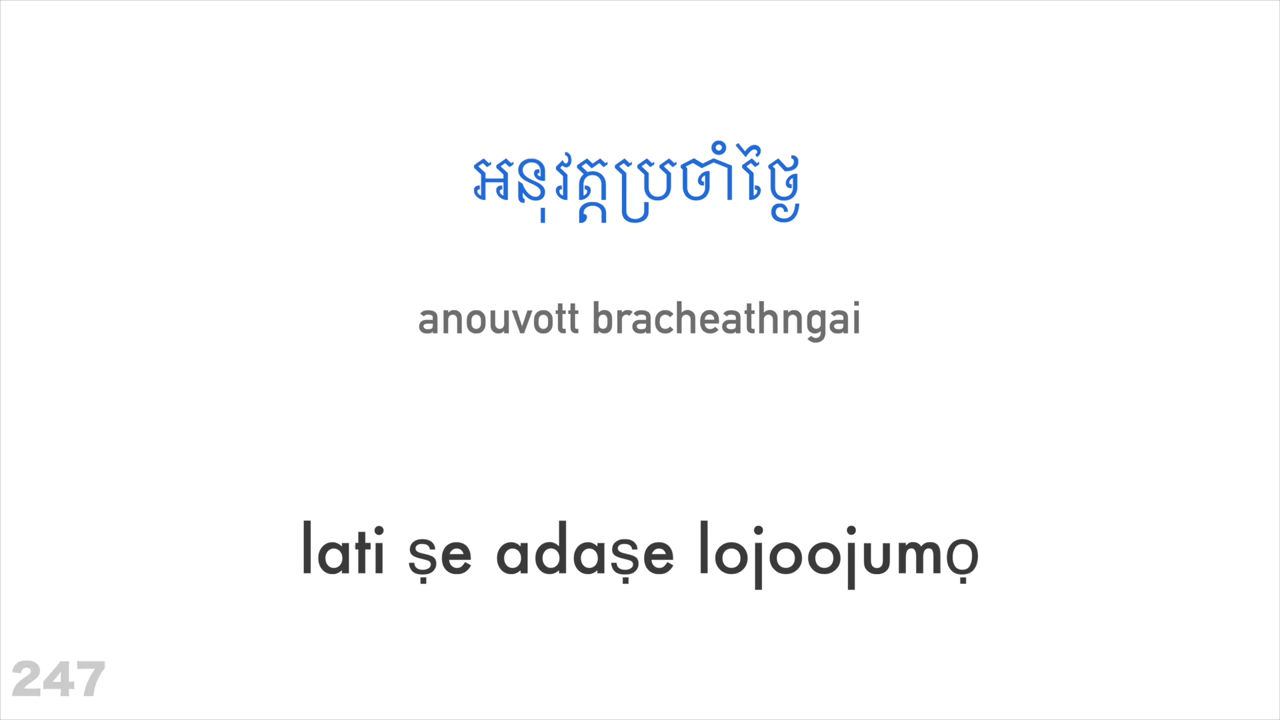 អនុវត្តប្រចាំថ្ងៃ
anouvott bracheathngai
lati ṣe adaṣe lojoojumọ
247